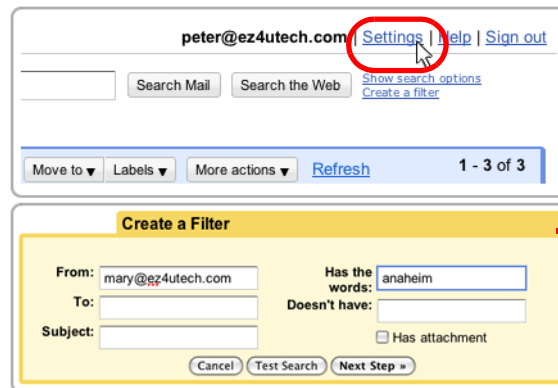 peter@ez4utech.com | Settings | Help | Sign out
Search Mail Search the Web Show search options
Create a filter
Move to ▼ Labels ▼ More actions ▼ Refresh 1 - 3 of 3
Create a Filter
From: mary@ez4utech.com Has the words: anaheim
To: Doesn't have:
Subject: Has attachment
Cancel Test Search Next Step »